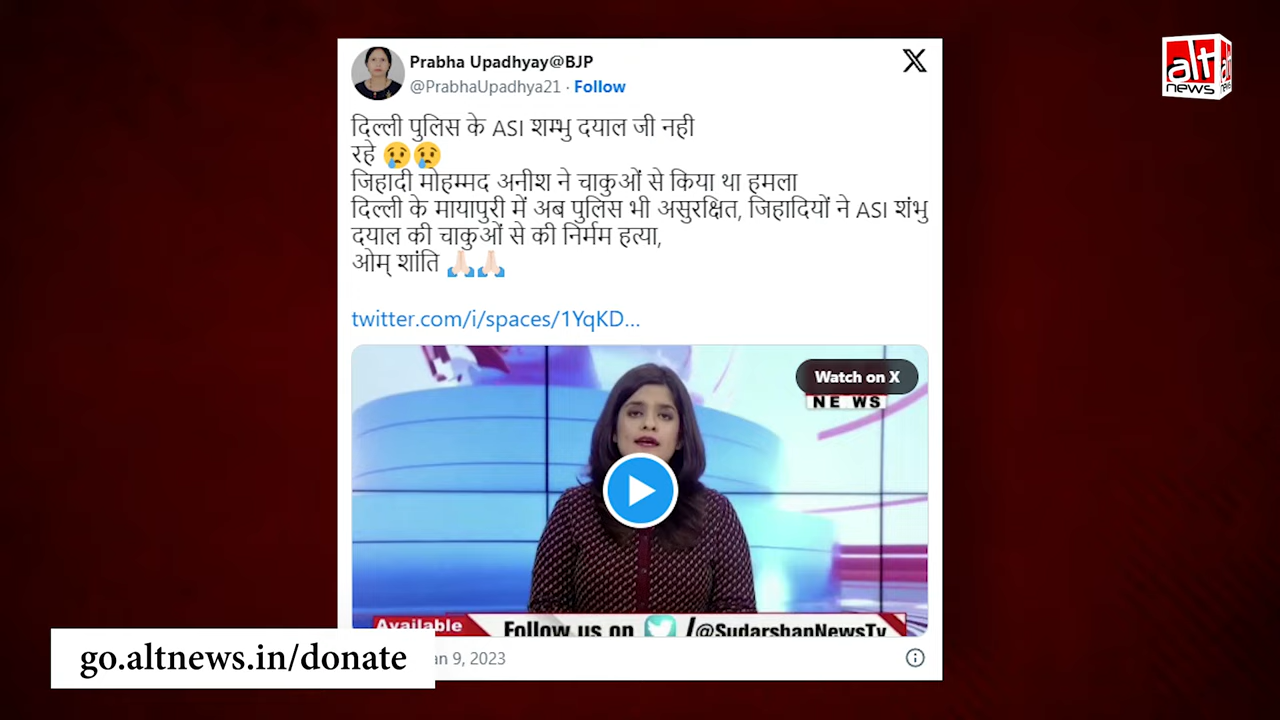 Prabha Upadhyay@BJP
@PrabhaUpadhya21 · Follow
दिल्ली पुलिस के ASI शम्भु दयाल जी नही
रहे 😢😢
जिहादी मोहम्मद अनीश ने चाकुओं से किया था हमला
दिल्ली के मायापुरी में अब पुलिस भी असुरक्षित, जिहादियों ने ASI शंभु
दयाल की चाकुओं से की निर्मम हत्या,
ओम् शांति 🙏🏻🙏🏻
twitter.com/i/spaces/1YqKD...
Watch on X
NEWS
Available
Follow us on /@SudarshanNewsTv
an 9, 2023
go.altnews.in/donate
alt
news